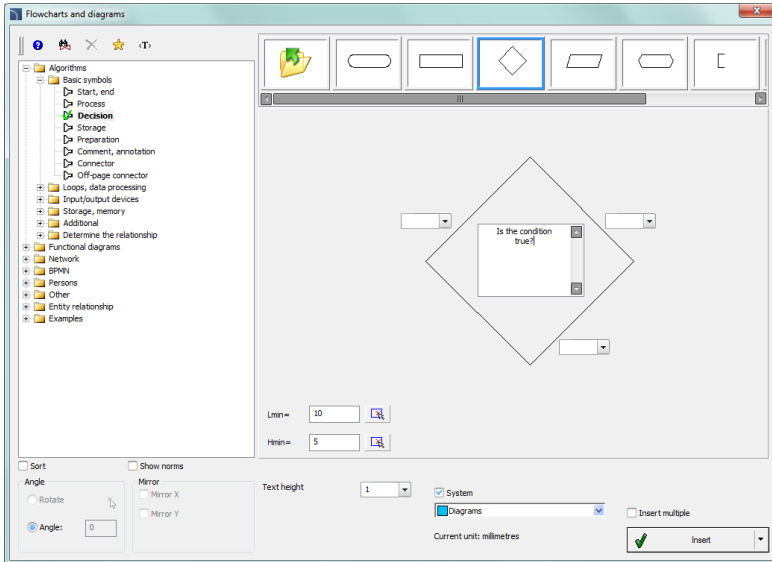 Flowcharts and diagrams
<T>
Algorithms
Basic symbols
Start, end
Process
Decision
Storage
Preparation
Comment, annotation
Connector
Off-page connector
Loops, data processing
Input/output devices
Storage, memory
Additional
Determine the relationship
Functional diagrams
Network
BPMN
Persons
Other
Entity relationship
Examples
Is the condition
true?
Lmin=
10
Hmin=
5
Sort
Show norms
Angle
Rotate
Angle:
0
Mirror
Mirror X
Mirror Y
Text height
1
System
Diagrams
Current unit: millimetres
Insert multiple
Insert